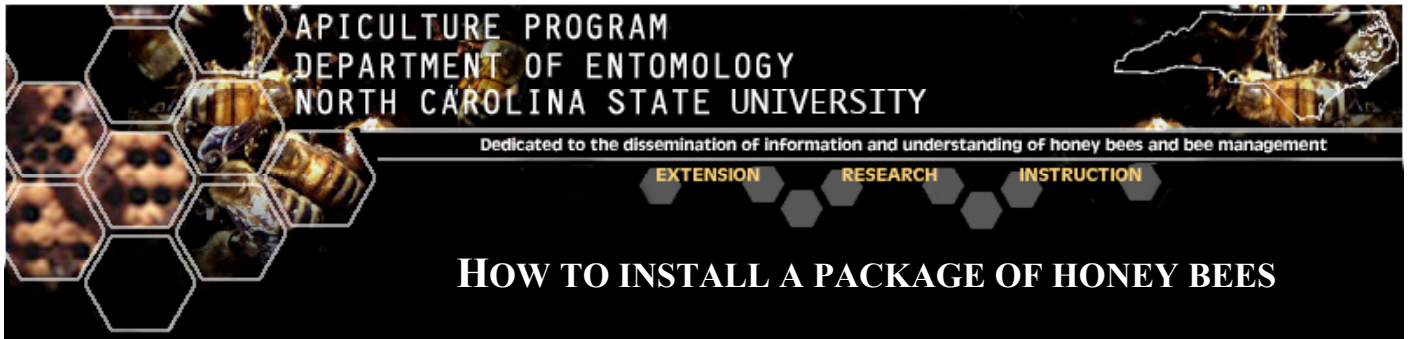 APICULTURE PROGRAM
DEPARTMENT OF ENTOMOLOGY
NORTH CAROLINA STATE UNIVERSITY
Dedicated to the dissemination of information and understanding of honey bees and bee management
EXTENSION RESEARCH INSTRUCTION
HOW TO INSTALL A PACKAGE OF HONEY BEES